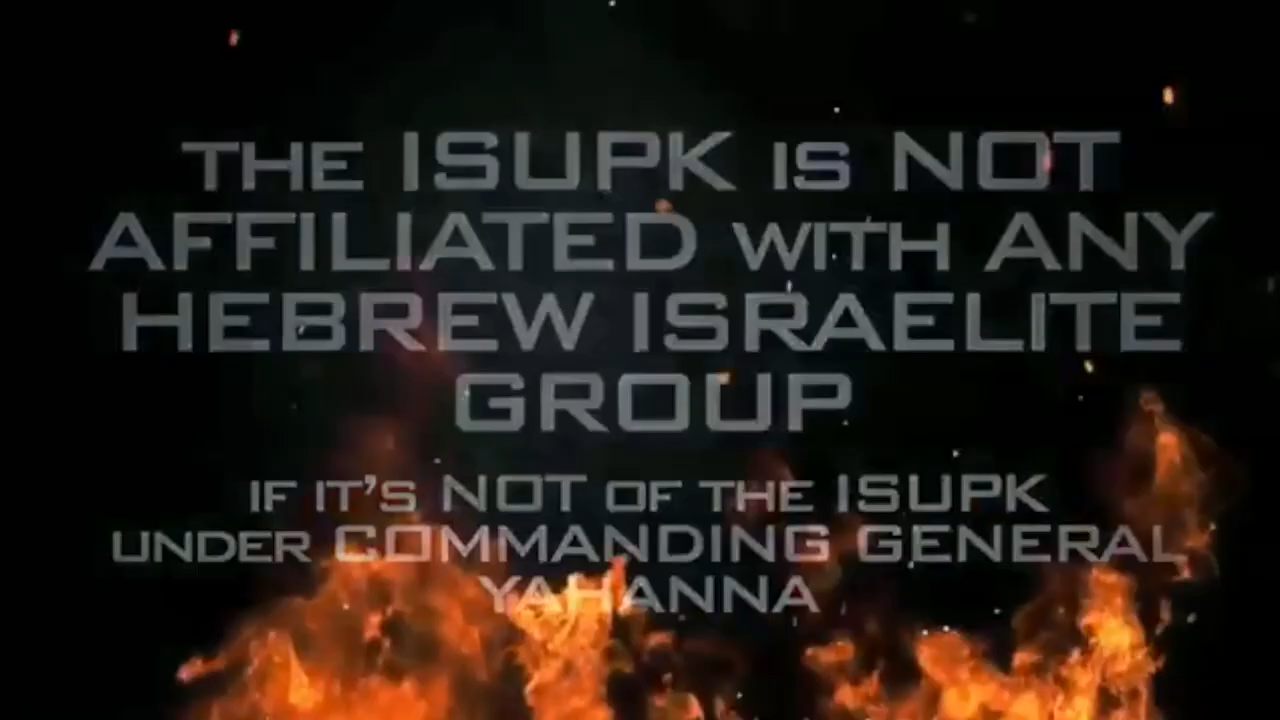 THE ISUPK IS NOT
AFFILIATED WITH ANY
HEBREW ISRAELITE
GROUP
IF IT'S NOT OF THE ISUPK
UNDER COMMANDING GENERAL
YAHANNA